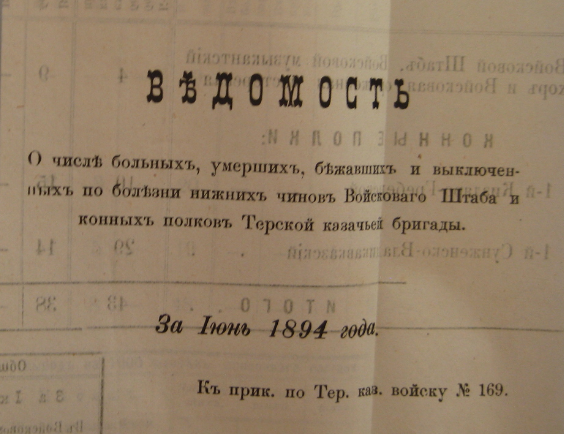 ВѢДОМОСТЬ
О числѣ больныхъ, умершихъ, бѣжавшихъ и выключен-
ныхъ по болѣзни нижнихъ чиновъ Войсковаго Штаба и
конныхъ полковъ Терской казачьей бригады.
За Іюнь 1894 года.
Къ прик. по Тер. каз. войску № 169.